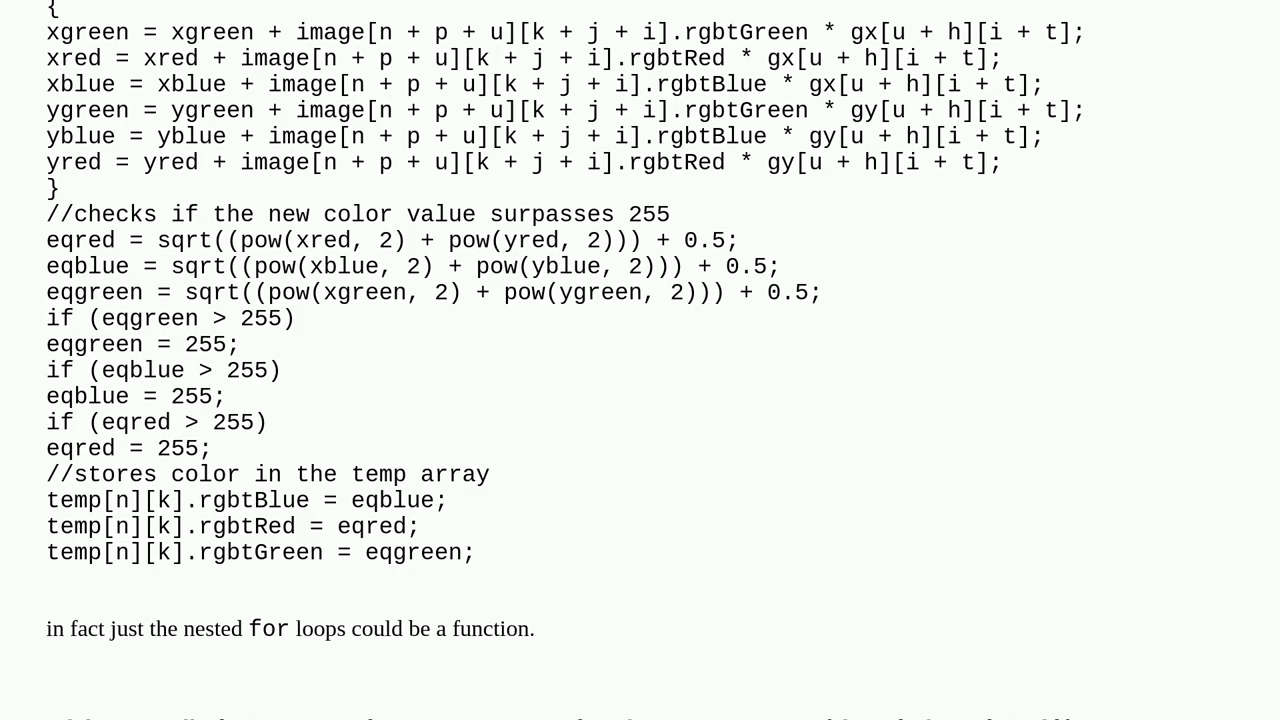 {
xgreen = xgreen + image[n + p + u][k + j + i].rgbtGreen * gx[u + h][i + t];
xred = xred + image[n + p + u][k + j + i].rgbtRed * gx[u + h][i + t];
xblue = xblue + image[n + p + u][k + j + i].rgbtBlue * gx[u + h][i + t];
ygreen = ygreen + image[n + p + u][k + j + i].rgbtGreen * gy[u + h][i + t];
yblue = yblue + image[n + p + u][k + j + i].rgbtBlue * gy[u + h][i + t];
yred = yred + image[n + p + u][k + j + i].rgbtRed * gy[u + h][i + t];
}
//checks if the new color value surpasses 255
eqred = sqrt((pow(xred, 2) + pow(yred, 2))) + 0.5;
eqblue = sqrt((pow(xblue, 2) + pow(yblue, 2))) + 0.5;
eqgreen = sqrt((pow(xgreen, 2) + pow(ygreen, 2))) + 0.5;
if (eqgreen > 255)
eqgreen = 255;
if (eqblue > 255)
eqblue = 255;
if (eqred > 255)
eqred = 255;
//stores color in the temp array
temp[n][k].rgbtBlue = eqblue;
temp[n][k].rgbtRed = eqred;
temp[n][k].rgbtGreen = eqgreen;
in fact just the nested for loops could be a function.